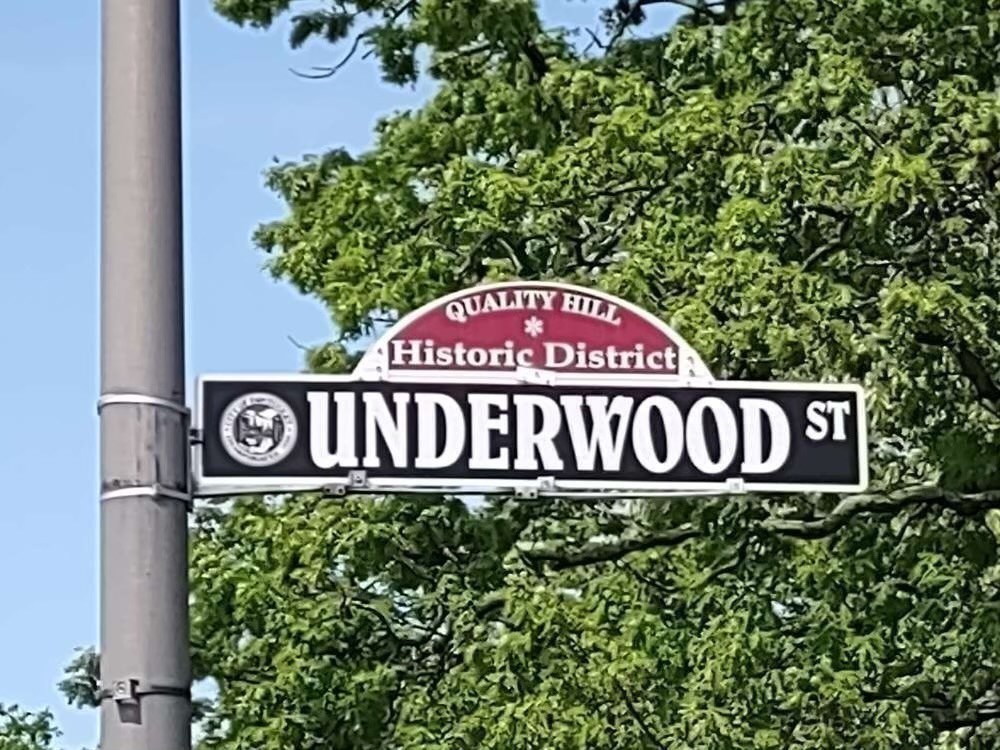 QUALITY HILL
Historic District
UNDERWOOD ST